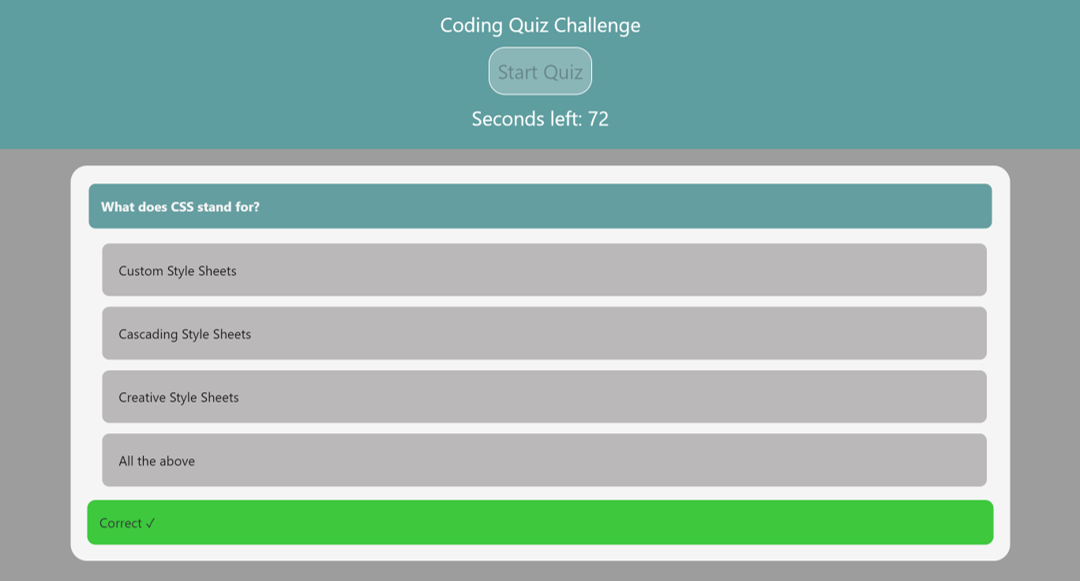 Coding Quiz Challenge
Start Quiz
Seconds left: 72
What does CSS stand for?
Custom Style Sheets
Cascading Style Sheets
Creative Style Sheets
All the above
Correct ✓